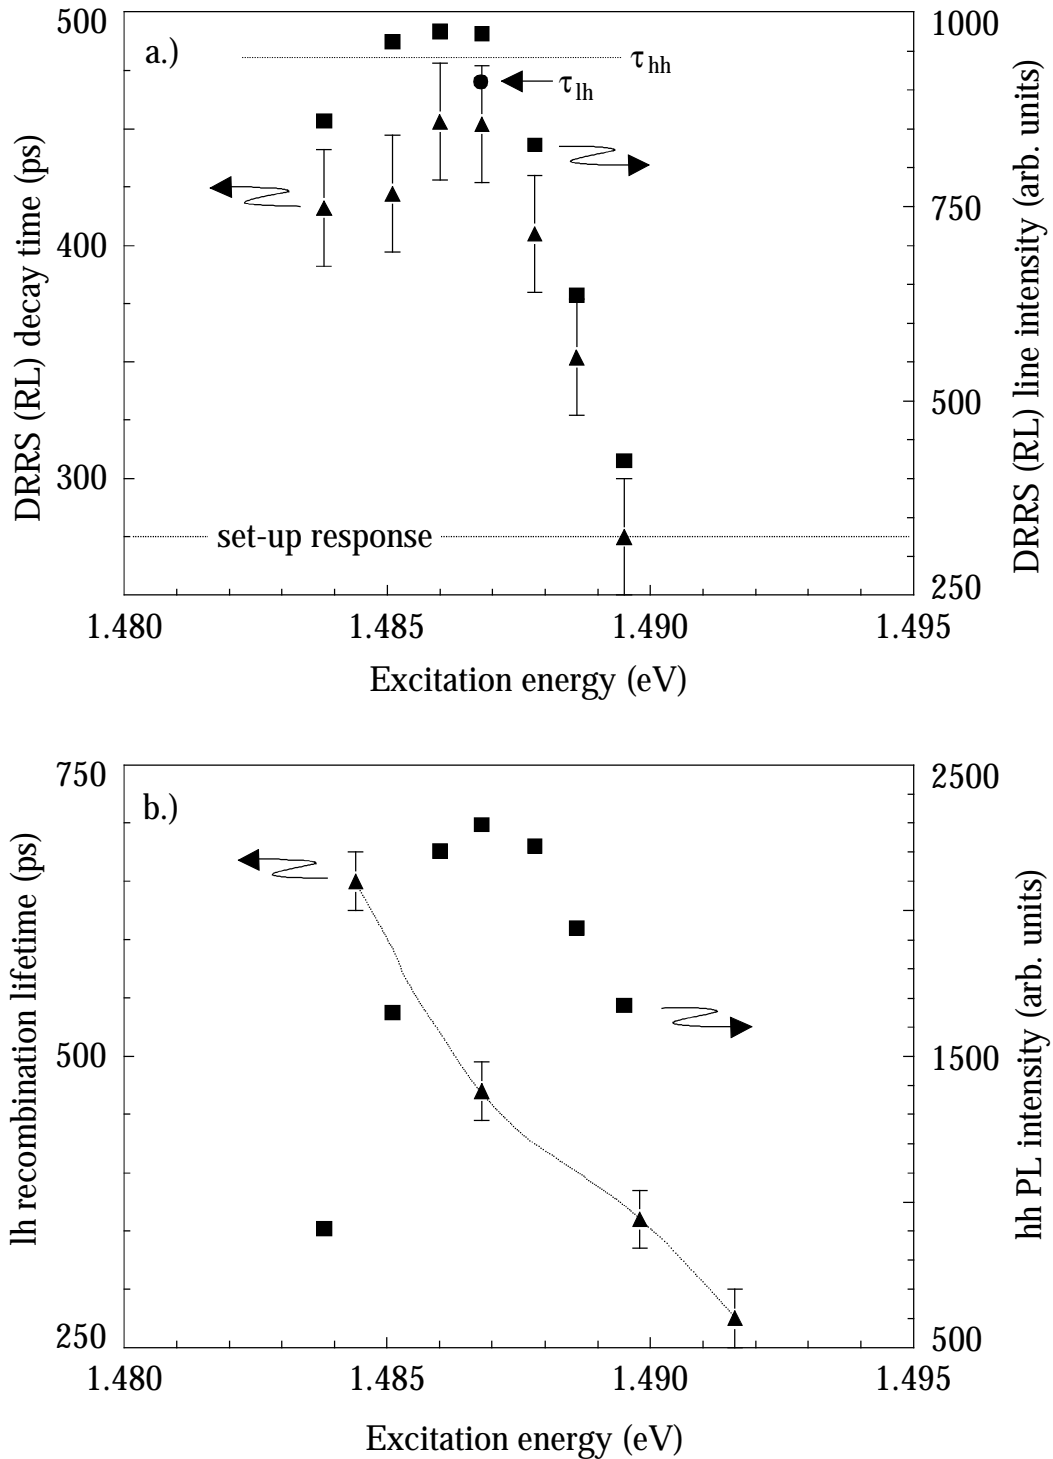 500
1000
a.)
τhh
τlh
DRRS (RL) decay time (ps)
DRRS (RL) line intensity (arb. units)
750
400
500
300
set-up response
250
1.480
1.485
1.490
1.495
Excitation energy (eV)
750
2500
b.)
lh recombination lifetime (ps)
hh PL intensity (arb. units)
500
1500
250
500
1.480
1.485
1.490
1.495
Excitation energy (eV)